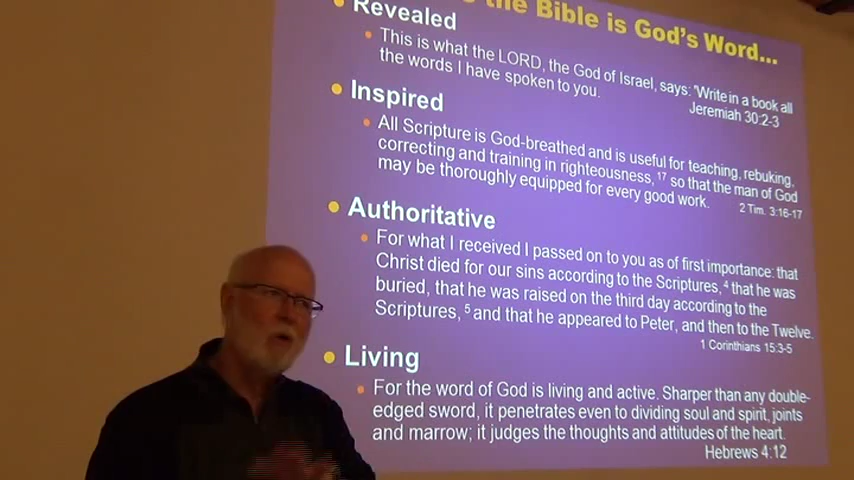 the Bible is God's Word...
Revealed
This is what the LORD, the God of Israel, says: 'Write in a book all
the words I have spoken to you.
Jeremiah 30:2-3
Inspired
All Scripture is God-breathed and is useful for teaching, rebuking,
correcting and training in righteousness, 17 so that the man of God
may be thoroughly equipped for every good work.
2 Tim. 3:16-17
Authoritative
For what I received I passed on to you as of first importance: that
Christ died for our sins according to the Scriptures, 4 that he was
buried, that he was raised on the third day according to the
Scriptures, 5 and that he appeared to Peter, and then to the Twelve.
1 Corinthians 15:3-5
Living
For the word of God is living and active. Sharper than any double-
edged sword, it penetrates even to dividing soul and spirit, joints
and marrow; it judges the thoughts and attitudes of the heart.
Hebrews 4:12